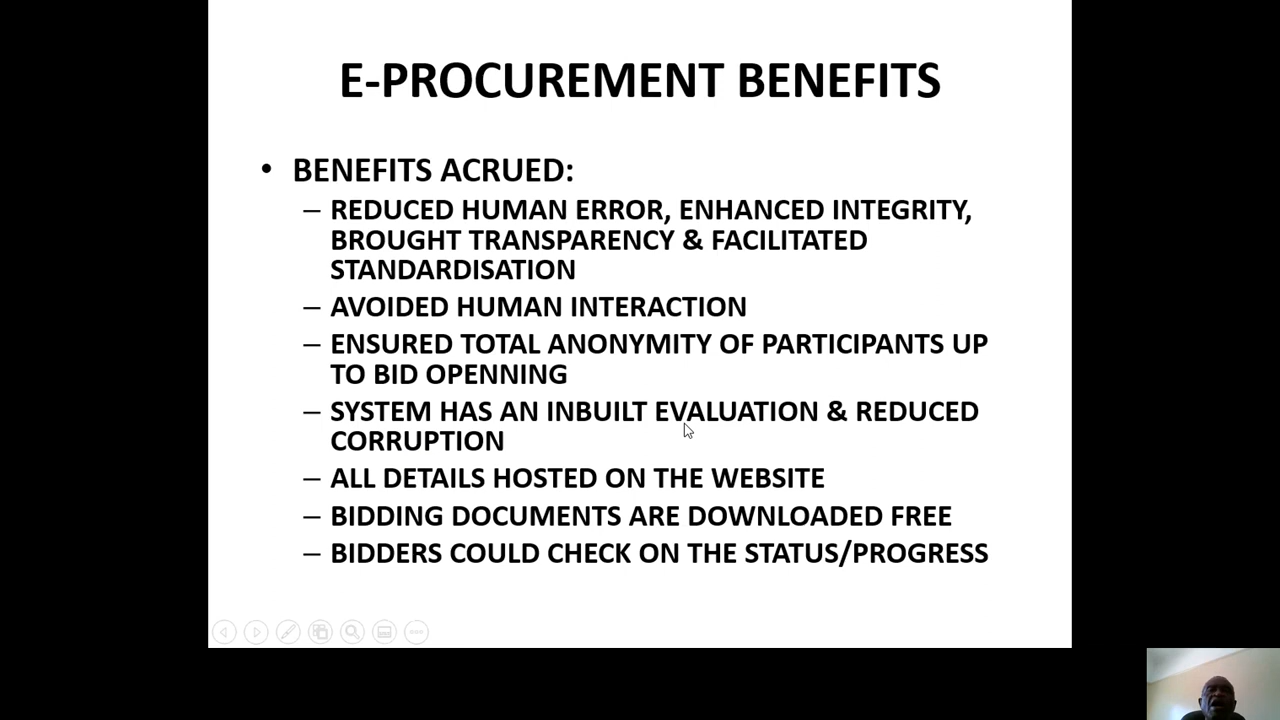 E-PROCUREMENT BENEFITS
• BENEFITS ACRUED:
– REDUCED HUMAN ERROR, ENHANCED INTEGRITY,
BROUGHT TRANSPARENCY & FACILITATED
STANDARDISATION
– AVOIDED HUMAN INTERACTION
– ENSURED TOTAL ANONYMITY OF PARTICIPANTS UP
TO BID OPENNING
– SYSTEM HAS AN INBUILT EVALUATION & REDUCED
CORRUPTION
– ALL DETAILS HOSTED ON THE WEBSITE
– BIDDING DOCUMENTS ARE DOWNLOADED FREE
– BIDDERS COULD CHECK ON THE STATUS/PROGRESS